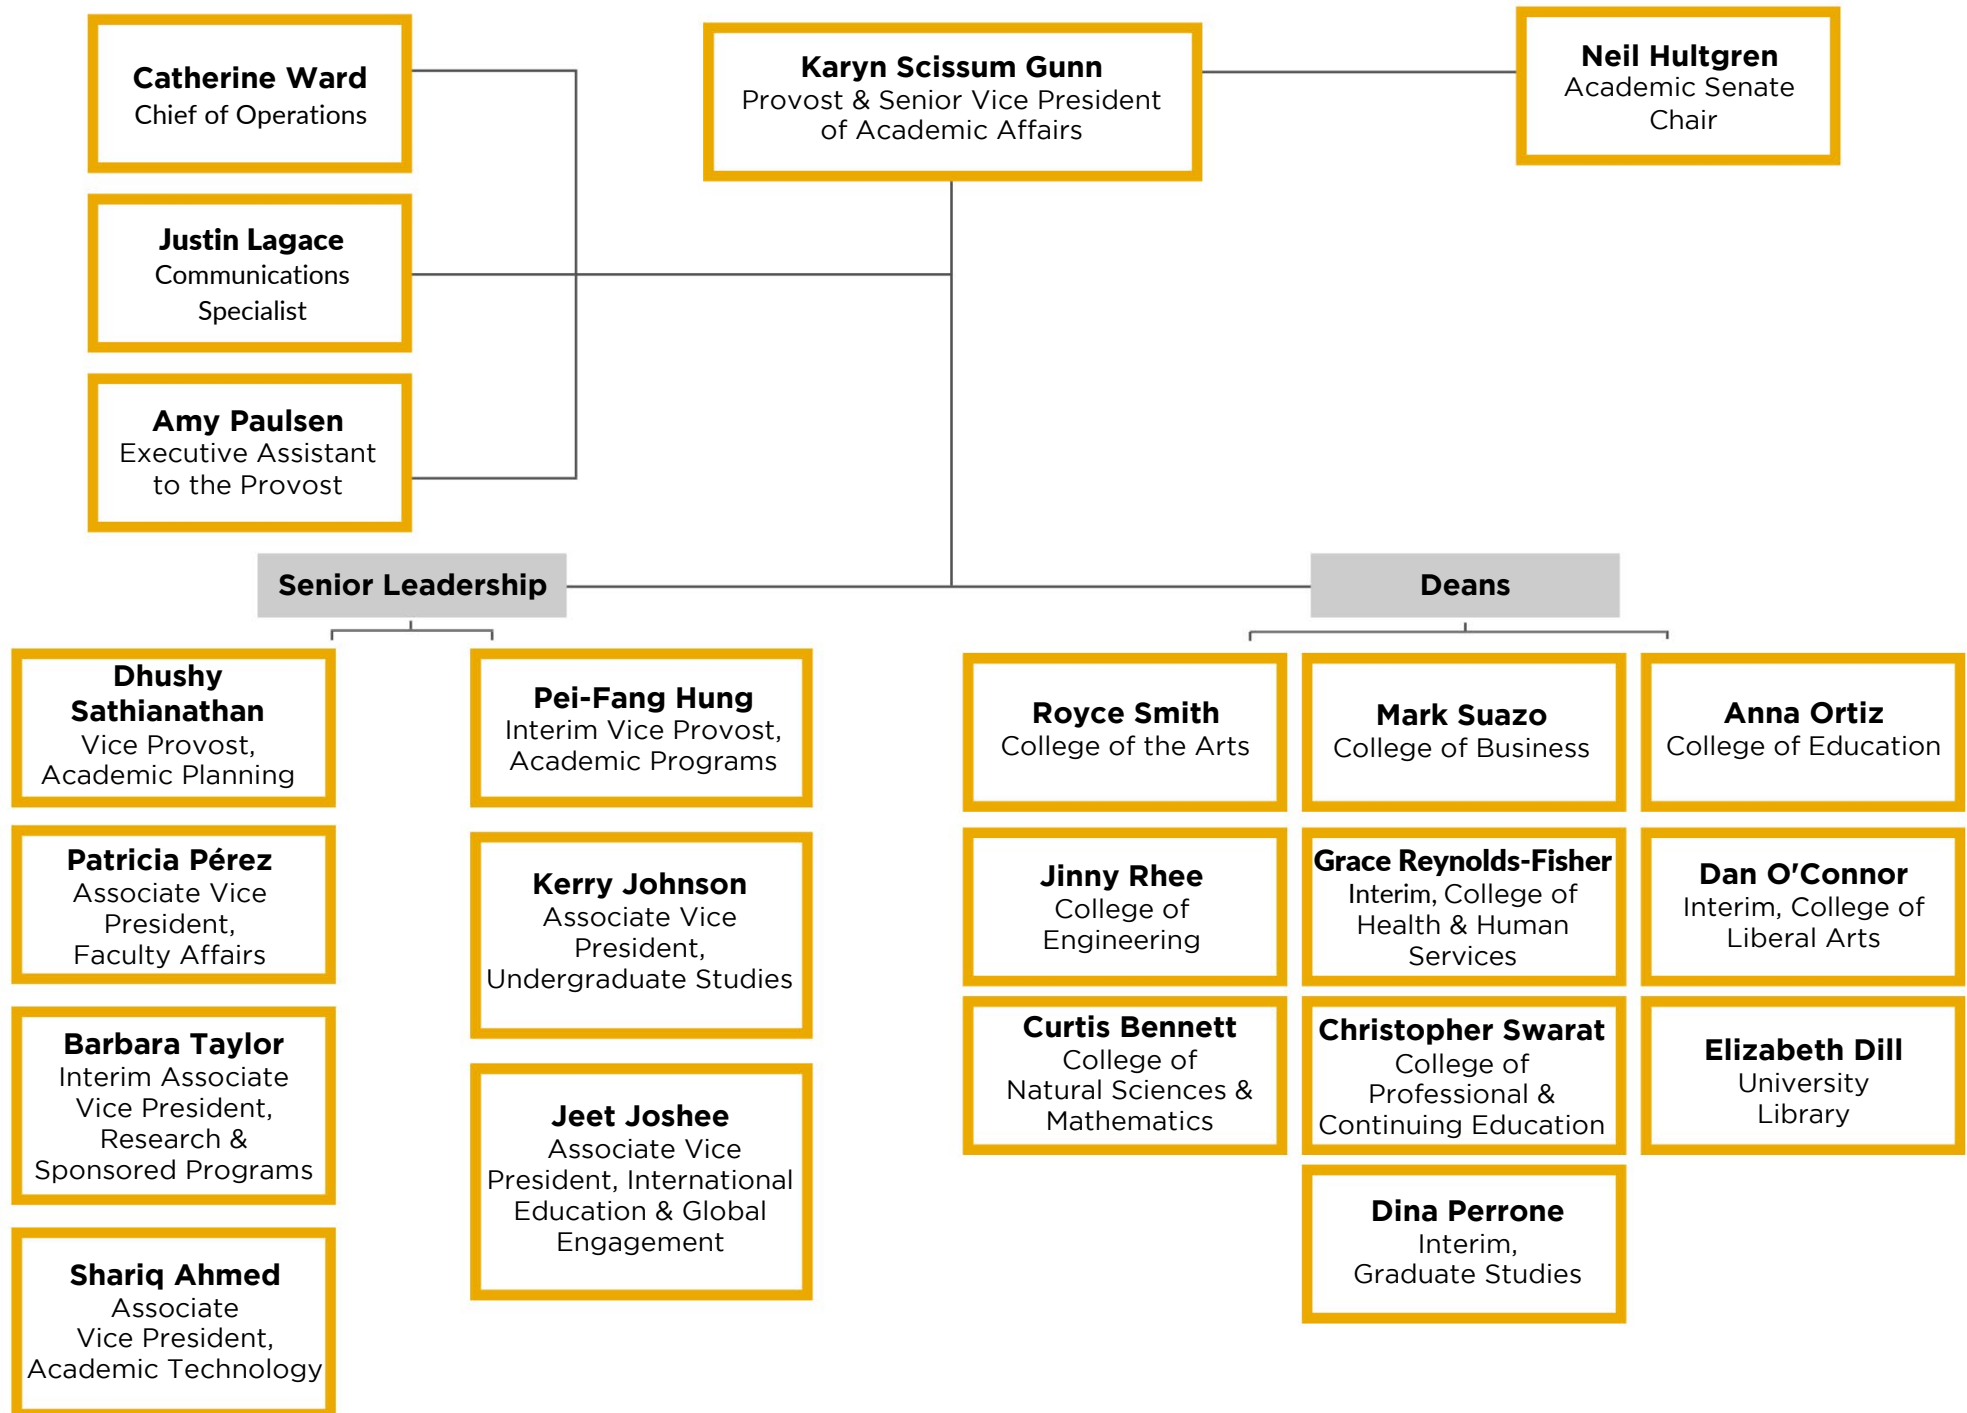 Catherine Ward
Chief of Operations
Karyn Scissum Gunn
Provost & Senior Vice President
of Academic Affairs
Neil Hultgren
Academic Senate
Chair
Justin Lagace
Communications
Specialist
Amy Paulsen
Executive Assistant
to the Provost
Senior Leadership
Dhushy
Sathianathan
Vice Provost,
Academic Planning
Pei-Fang Hung
Interim Vice Provost,
Academic Programs
Patricia Pérez
Associate Vice
President,
Faculty Affairs
Kerry Johnson
Associate Vice
President,
Undergraduate Studies
Barbara Taylor
Interim Associate
Vice President,
Research &
Sponsored Programs
Jeet Joshee
Associate Vice
President, International
Education & Global
Engagement
Shariq Ahmed
Associate
Vice President,
Academic Technology
Deans
Royce Smith
College of the Arts
Mark Suazo
College of Business
Anna Ortiz
College of Education
Jinny Rhee
College of
Engineering
Grace Reynolds-Fisher
Interim, College of
Health & Human
Services
Dan O'Connor
Interim, College of
Liberal Arts
Curtis Bennett
College of
Natural Sciences &
Mathematics
Christopher Swarat
College of
Professional &
Continuing Education
Elizabeth Dill
University
Library
Dina Perrone
Interim,
Graduate Studies